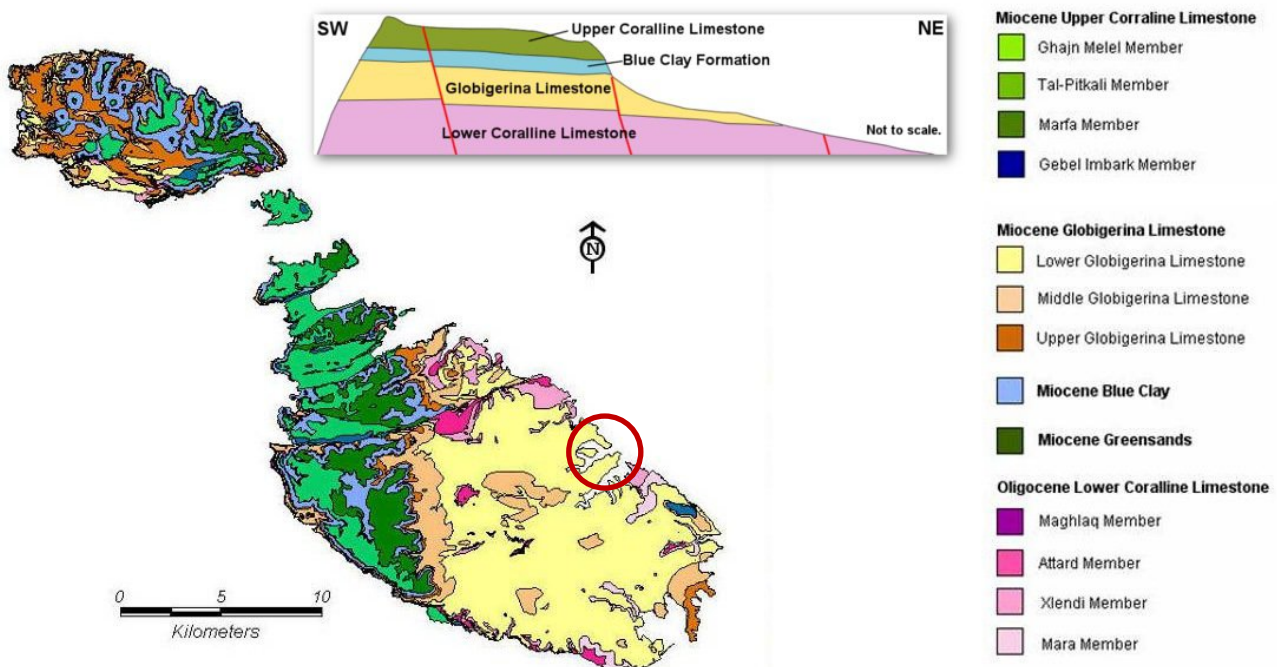 SW
NE
Upper Coralline Limestone
Blue Clay Formation
Globigerina Limestone
Lower Coralline Limestone
Not to scale.
N
0 5 10
Kilometers
Miocene Upper Corraline Limestone
Ghajn Melel Member
Tal-Pitkali Member
Marfa Member
Gebel Imbark Member
Miocene Globigerina Limestone
Lower Globigerina Limestone
Middle Globigerina Limestone
Upper Globigerina Limestone
Miocene Blue Clay
Miocene Greensands
Oligocene Lower Coralline Limestone
Maghlaq Member
Attard Member
Xlendi Member
Mara Member